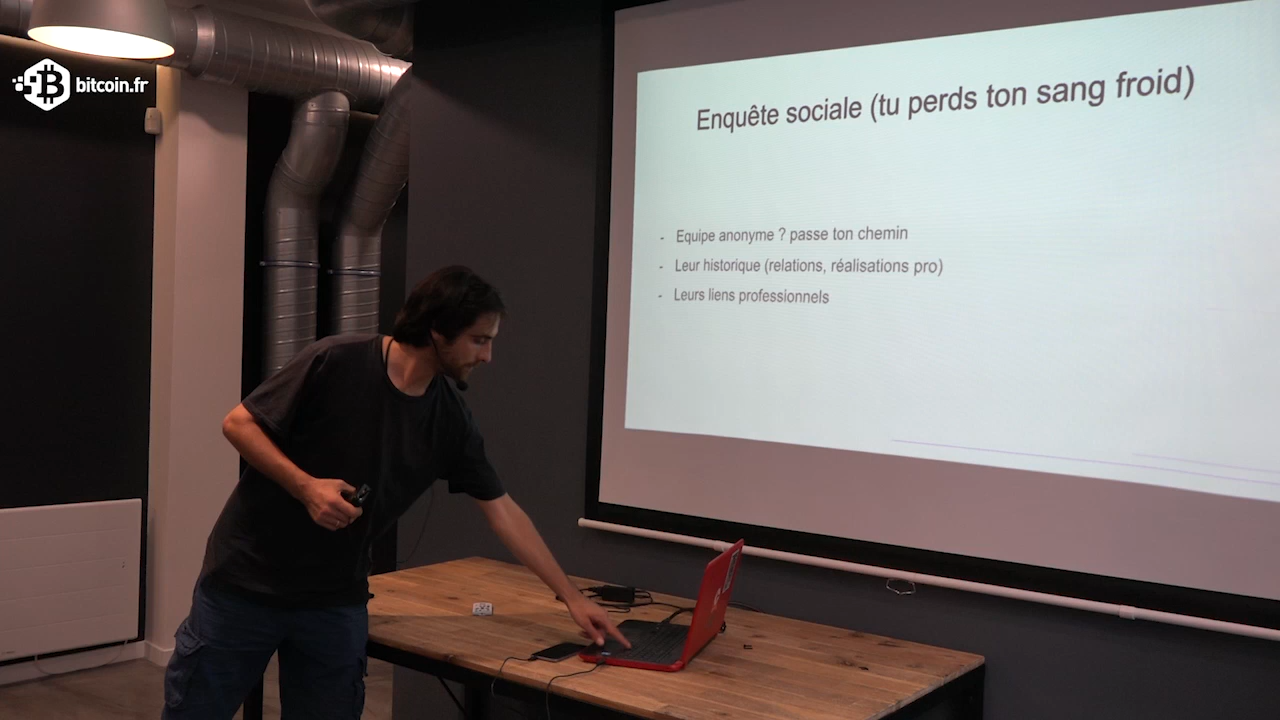 bitcoin.fr
Enquête sociale (tu perds ton sang froid)
- Equipe anonyme ? passe ton chemin
- Leur historique (relations, réalisations pro)
- Leurs liens professionnels